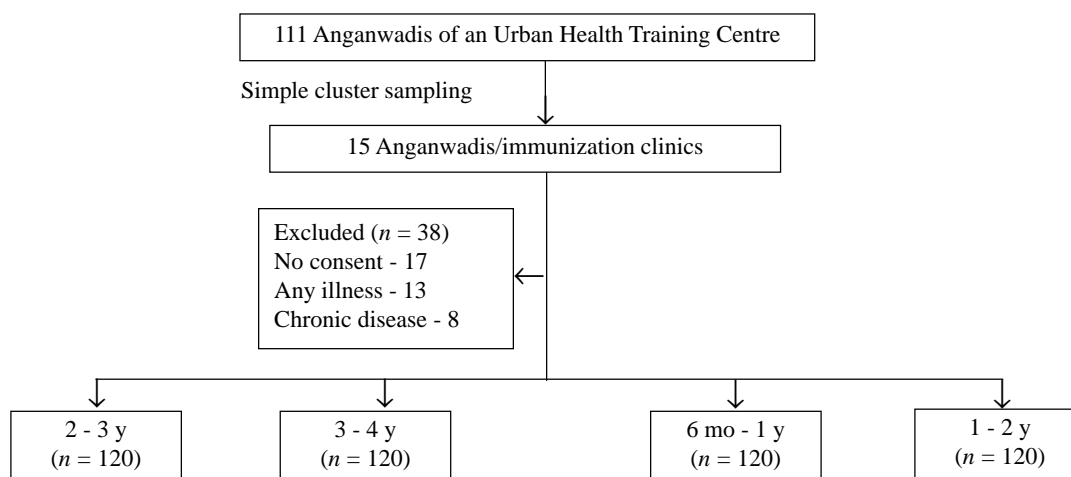 111 Anganwadis of an Urban Health Training Centre
Simple cluster sampling
15 Anganwadis/immunization clinics
Excluded (n = 38)
No consent - 17
Any illness - 13
Chronic disease - 8
2 - 3 y
(n = 120)
3 - 4 y
(n = 120)
6 mo - 1 y
(n = 120)
1 - 2 y
(n = 120)